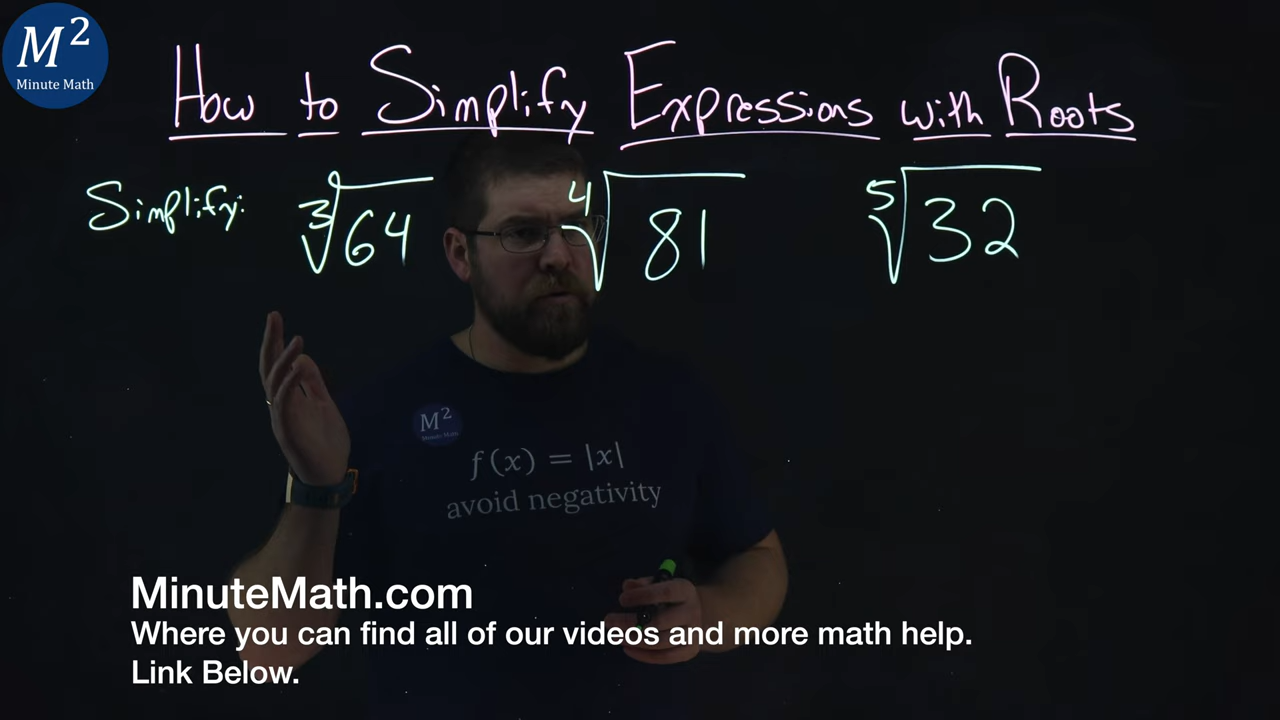 M²
Minute Math
How to Simplify Expressions with Roots
Simplify: ∛64 ∜81 ⁵√32
M²
Minute Math
f(x) = |x|
avoid negativity
MinuteMath.com
Where you can find all of our videos and more math help.
Link Below.